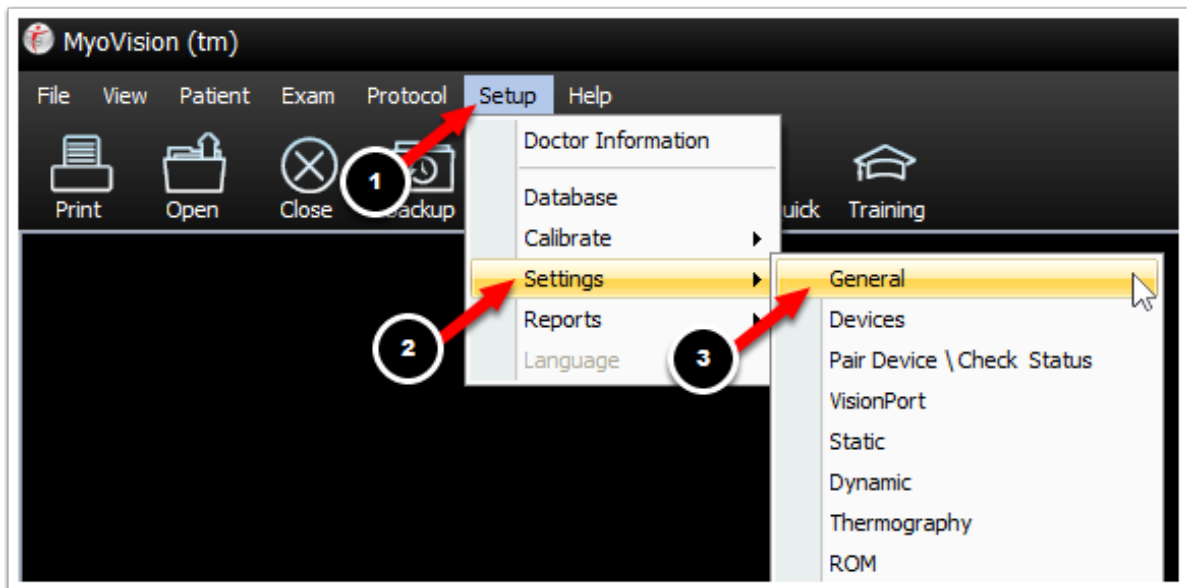 MyoVision (tm)
File View Patient Exam Protocol Setup Help
Print Open Close Backup uick Training
1
Doctor Information
Database
Calibrate
Settings
Reports
Language
2
General
Devices
Pair Device \ Check Status
VisionPort
Static
Dynamic
Thermography
ROM
3